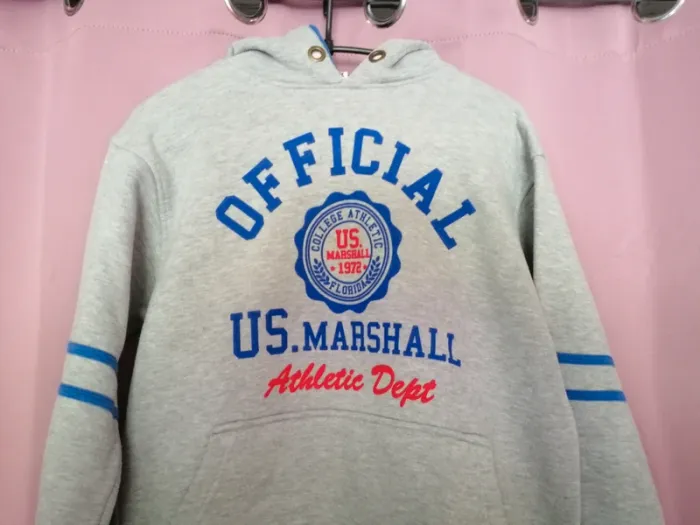 OFFICIAL
COLLEGE ATHLETIC
US.
MARSHALL
1972
FLORIDA
US.MARSHALL
Athletic Dept